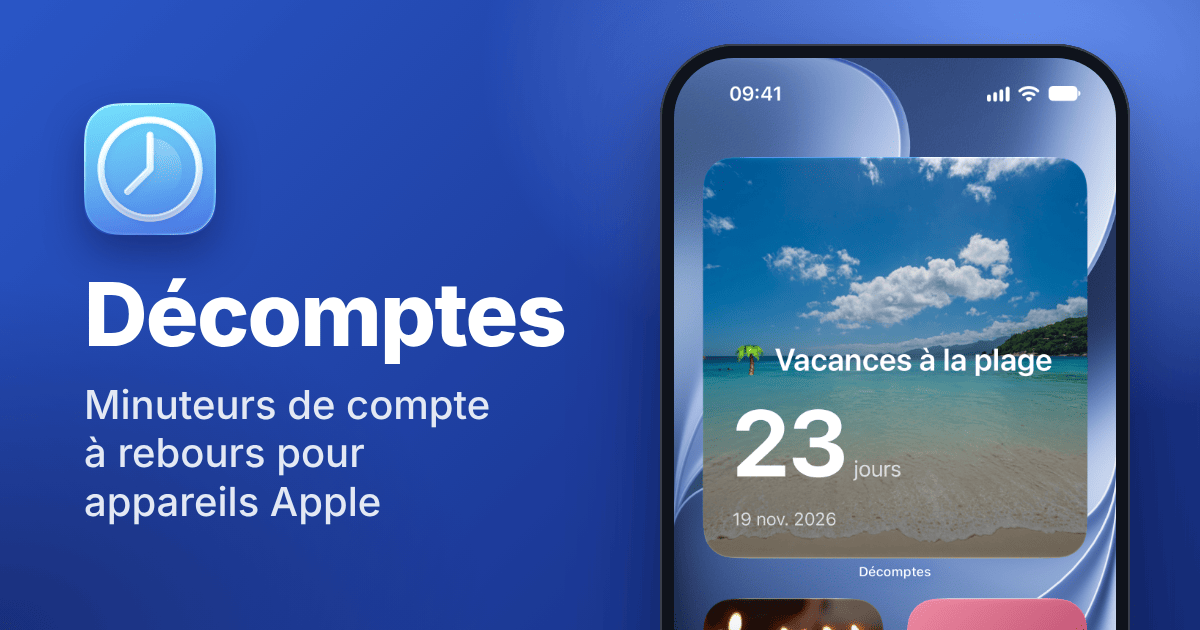 Décomptes
Minuteurs de compte
à rebours pour
appareils Apple
09:41
🌴 Vacances à la plage
23 jours
19 nov. 2026
Décomptes